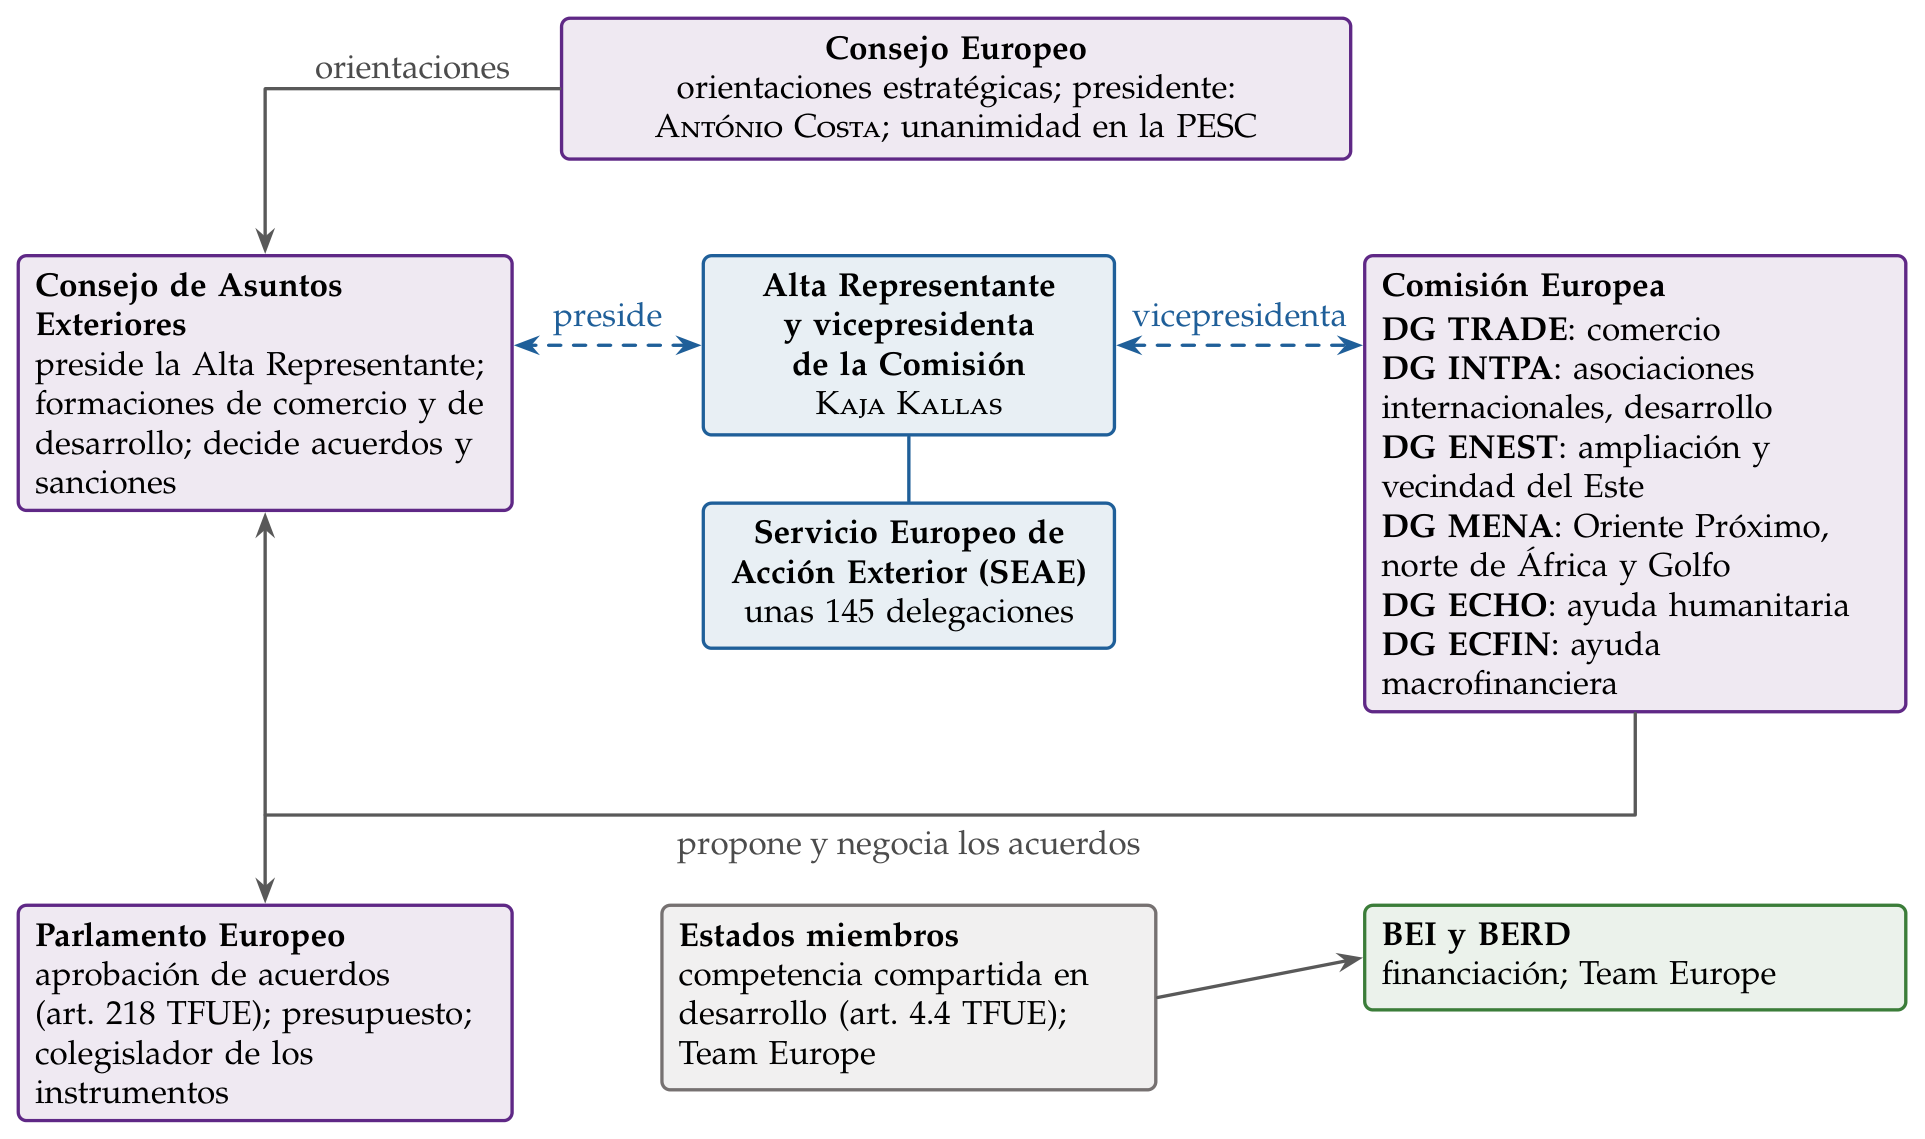 Consejo Europeo
orientaciones estratégicas; presidente:
António Costa; unanimidad en la PESC
orientaciones
Consejo de Asuntos
Exteriores
preside la Alta Representante;
formaciones de comercio y de
desarrollo; decide acuerdos y
sanciones
preside
Alta Representante
y vicepresidenta
de la Comisión
Kaja Kallas
vicepresidenta
Comisión Europea
DG TRADE: comercio
DG INTPA: asociaciones
internacionales, desarrollo
DG ENEST: ampliación y
vecindad del Este
DG MENA: Oriente Próximo,
norte de África y Golfo
DG ECHO: ayuda humanitaria
DG ECFIN: ayuda
macrofinanciera
Servicio Europeo de
Acción Exterior (SEAE)
unas 145 delegaciones
propone y negocia los acuerdos
Parlamento Europeo
aprobación de acuerdos
(art. 218 TFUE); presupuesto;
colegislador de los
instrumentos
Estados miembros
competencia compartida en
desarrollo (art. 4.4 TFUE);
Team Europe
BEI y BERD
financiación; Team Europe